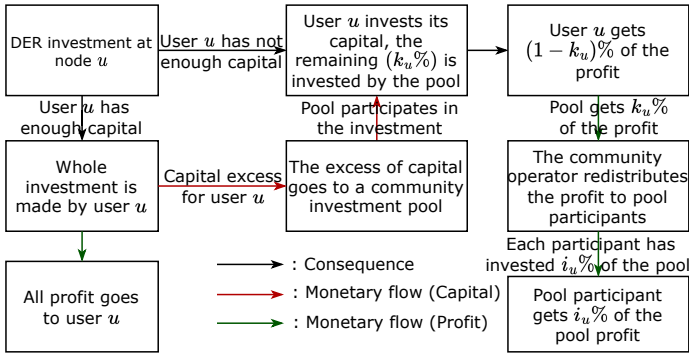 DER investment at
node u
User u has not
enough capital
User u invests its
capital, the
remaining (k_u%) is
invested by the pool
User u gets
(1 - k_u)% of the
profit
User u has
enough capital
Pool participates in
the investment
Pool gets k_u%
of the profit
Whole
investment is
made by user u
Capital excess
for user u
The excess of capital
goes to a community
investment pool
The community
operator redistributes
the profit to pool
participants
Each participant has
invested i_u% of the pool
All profit goes
to user u
: Consequence
: Monetary flow (Capital)
: Monetary flow (Profit)
Pool participant
gets i_u% of the
pool profit